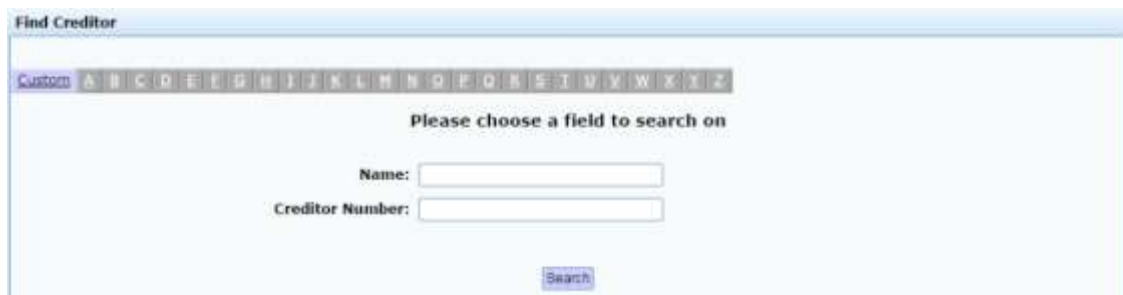 Find Creditor
Custom A B C D E F G H I J K L M N O P Q R S T U V W X Y Z
Please choose a field to search on
Name:
Creditor Number:
Search